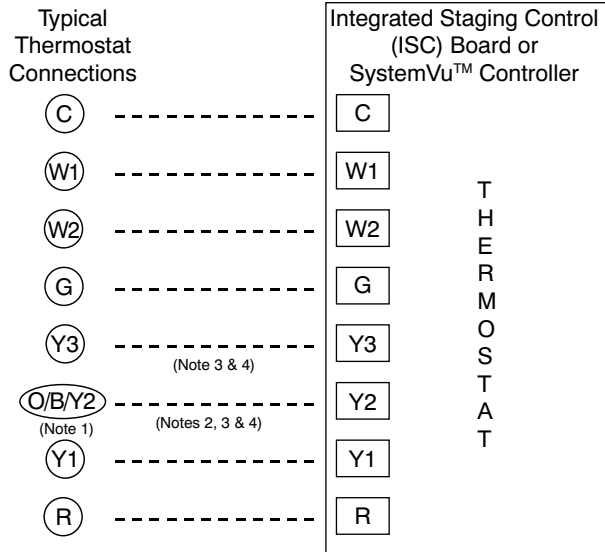 Typical
Thermostat
Connections
Integrated Staging Control
(ISC) Board or
SystemVu™ Controller
C C
W1 W1
W2 W2
G G
Y3 Y3
(Note 3 & 4)
O/B/Y2 Y2
(Note 1) (Notes 2, 3 & 4)
Y1 Y1
R R
THERMOSTAT